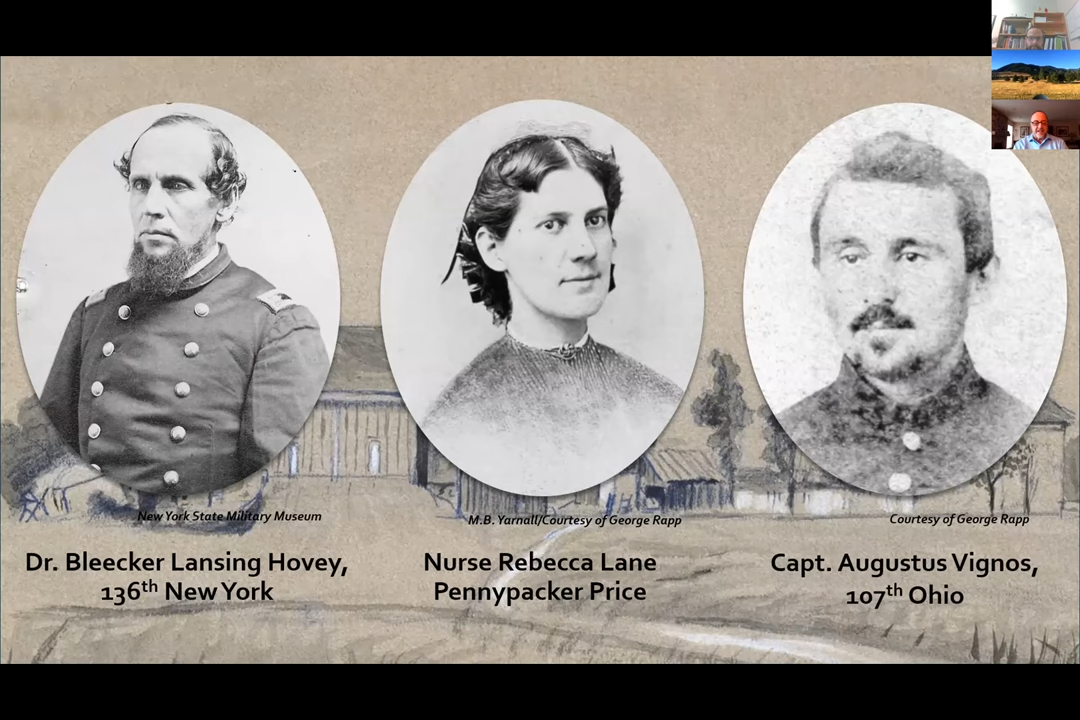 New York State Military Museum
M.B. Yarnall/Courtesy of George Rapp
Courtesy of George Rapp
Dr. Bleecker Lansing Hovey,
136th New York
Nurse Rebecca Lane
Pennypacker Price
Capt. Augustus Vignos,
107th Ohio